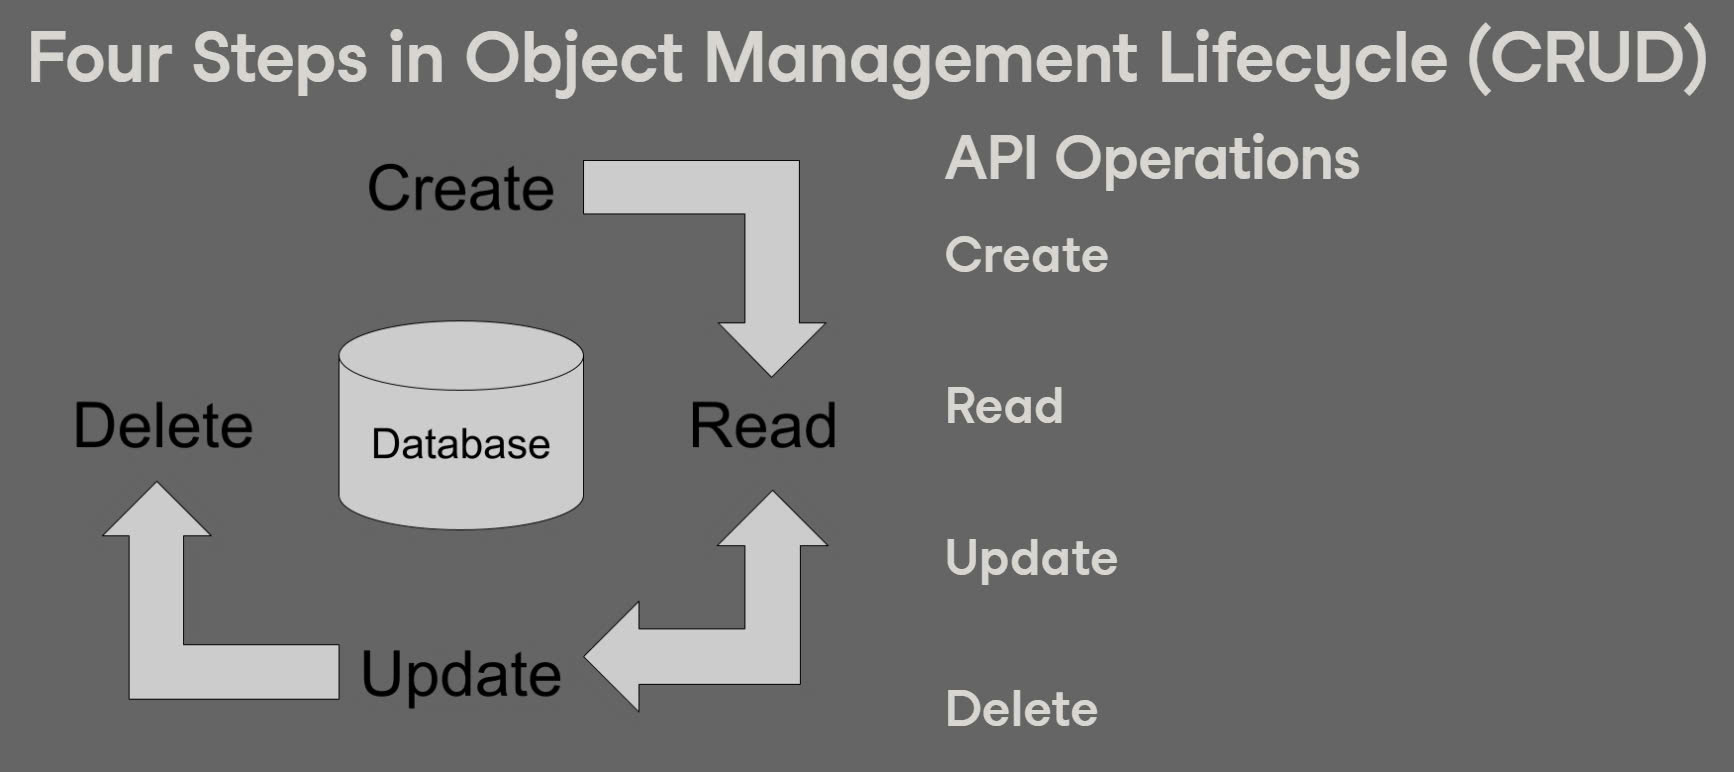 Four Steps in Object Management Lifecycle (CRUD)
Create
Delete
Database
Read
Update
API Operations
Create
Read
Update
Delete